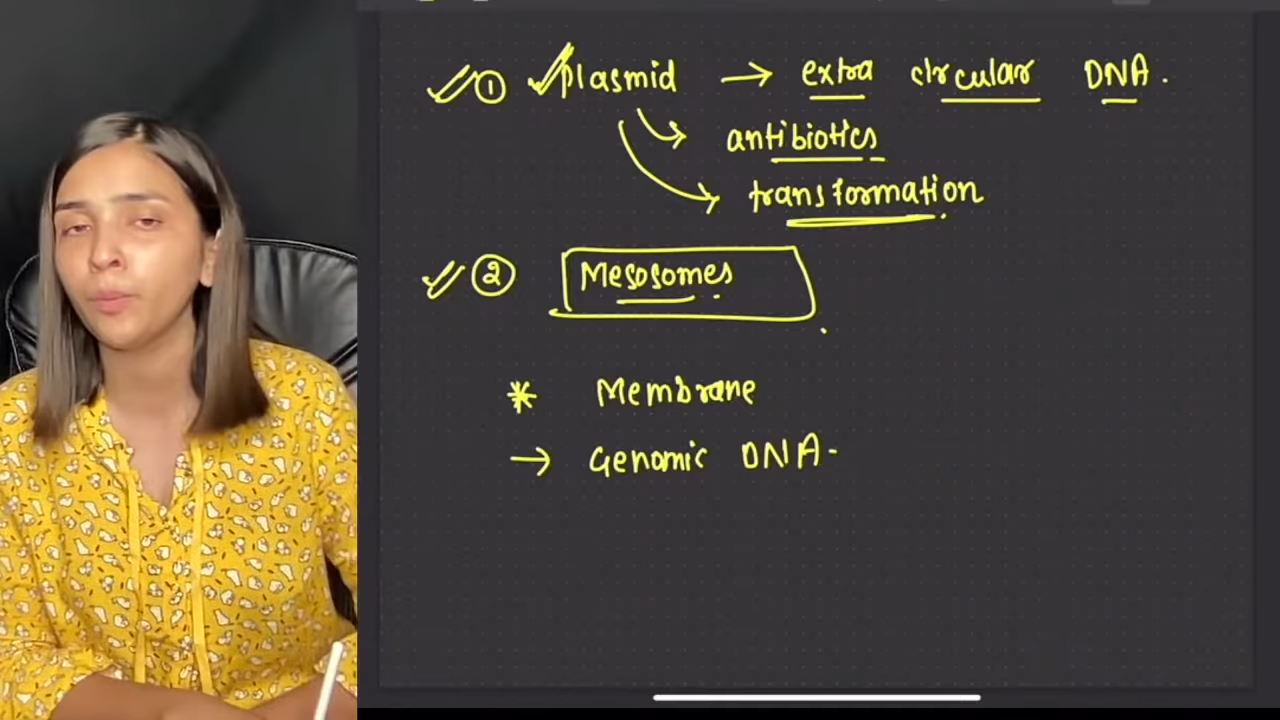 ① plasmid → extra circular DNA.
antibiotics
transformation
② Mesosomes
* Membrane
→ Genomic DNA-